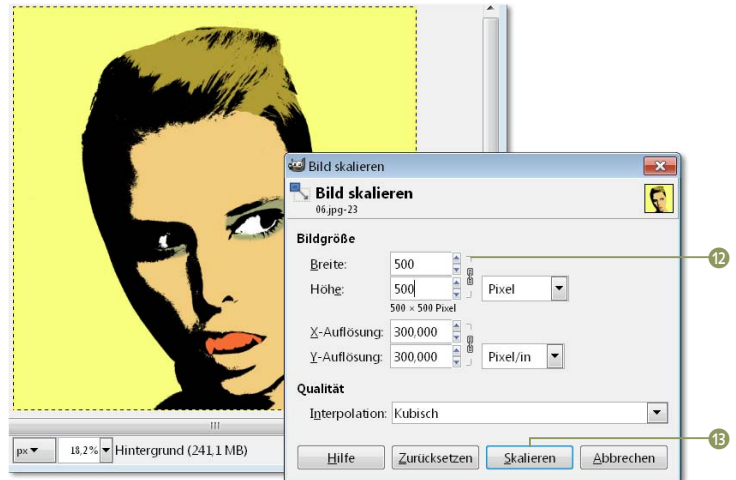 Bild skalieren
Bild skalieren
06.jpg-23
Bildgröße
Breite: 500
Höhe: 500 Pixel
500 × 500 Pixel
X-Auflösung: 300,000
Y-Auflösung: 300,000 Pixel/in
Qualität
Interpolation: Kubisch
Hilfe Zurücksetzen Skalieren Abbrechen
px 18,2% Hintergrund (241,1 MB)
12
13